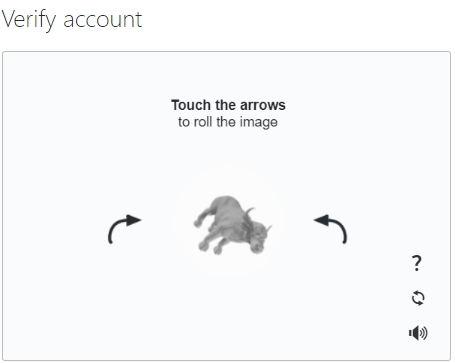 Verify account
Touch the arrows
to roll the image
?